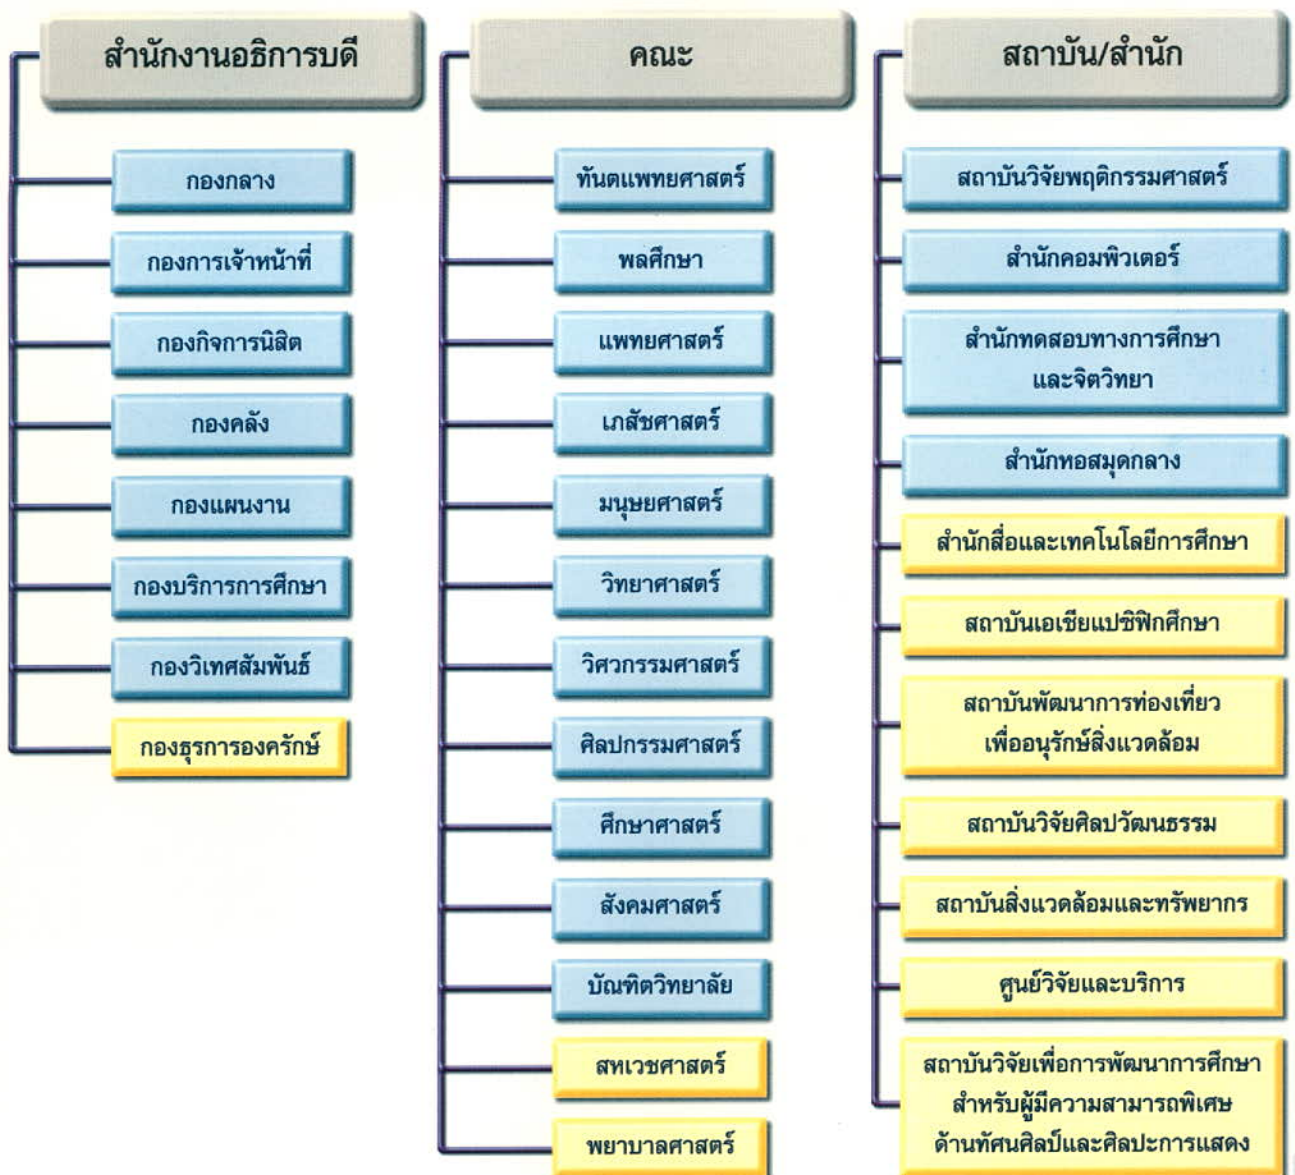 สำนักงานอธิการบดี
กองกลาง
กองการเจ้าหน้าที่
กองกิจการนิสิต
กองคลัง
กองแผนงาน
กองบริการการศึกษา
กองวิเทศสัมพันธ์
กองธุรการองครักษ์
คณะ
ทันตแพทยศาสตร์
พลศึกษา
แพทยศาสตร์
เภสัชศาสตร์
มนุษยศาสตร์
วิทยาศาสตร์
วิศวกรรมศาสตร์
ศิลปกรรมศาสตร์
ศึกษาศาสตร์
สังคมศาสตร์
บัณฑิตวิทยาลัย
สหเวชศาสตร์
พยาบาลศาสตร์
สถาบัน/สำนัก
สถาบันวิจัยพฤติกรรมศาสตร์
สำนักคอมพิวเตอร์
สำนักทดสอบทางการศึกษา
และจิตวิทยา
สำนักหอสมุดกลาง
สำนักสื่อและเทคโนโลยีการศึกษา
สถาบันเอเชียแปซิฟิกศึกษา
สถาบันพัฒนาการท่องเที่ยว
เพื่ออนุรักษ์สิ่งแวดล้อม
สถาบันวิจัยศิลปวัฒนธรรม
สถาบันสิ่งแวดล้อมและทรัพยากร
ศูนย์วิจัยและบริการ
สถาบันวิจัยเพื่อการพัฒนาการศึกษา
สำหรับผู้มีความสามารถพิเศษ
ด้านทัศนศิลป์และศิลปะการแสดง